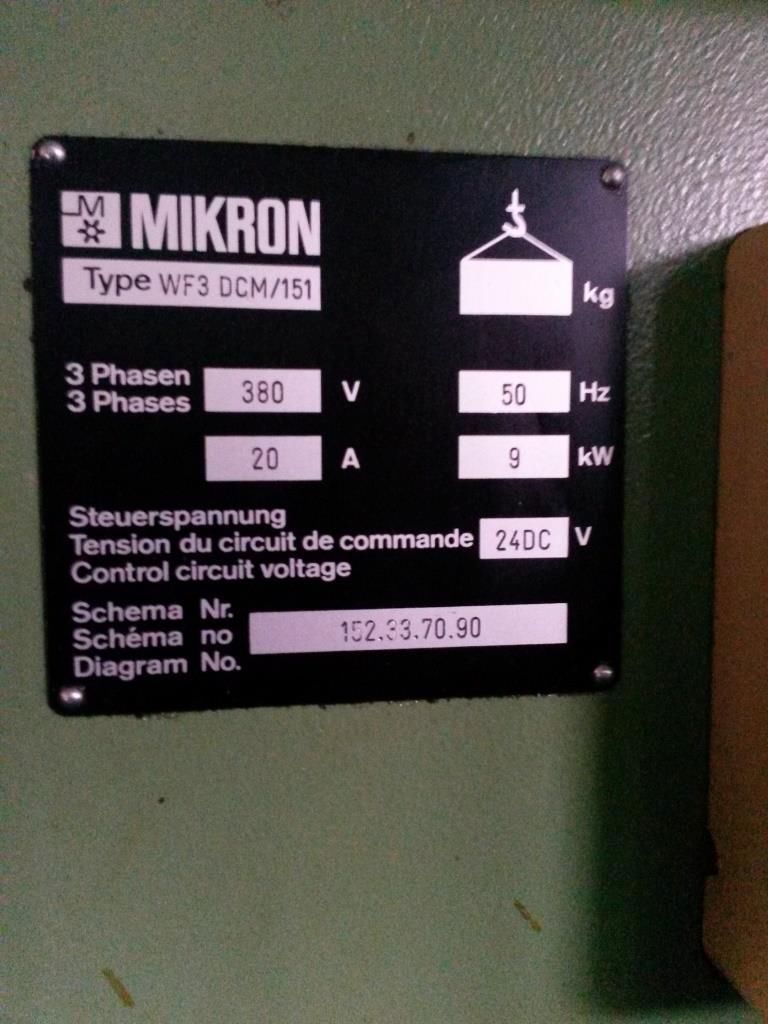 M MIKRON
Type WF3 DCM/151
kg
3 Phasen
3 Phases 380 V 50 Hz
20 A 9 kW
Steuerspannung
Tension du circuit de commande 24DC V
Control circuit voltage
Schema Nr.
Schéma no 152.33.70.90
Diagram No.